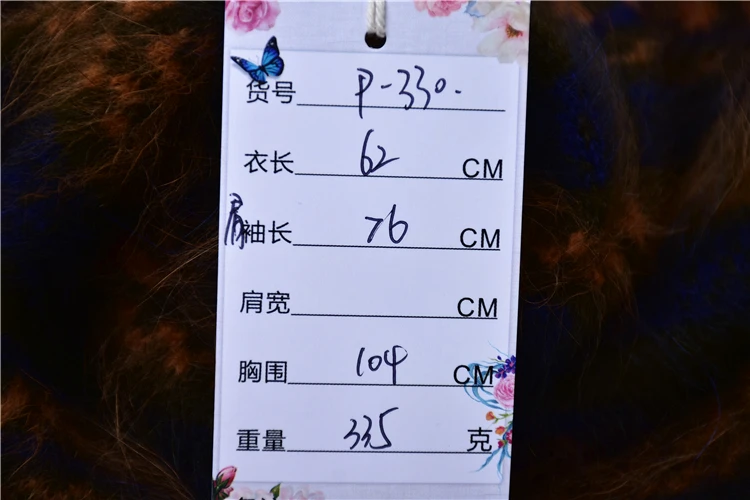 货号 P-330.
衣长 62 CM
肩袖长 76 CM
肩宽 CM
胸围 104 CM
重量 335 克